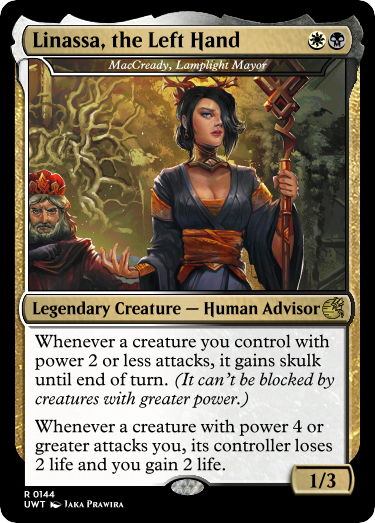 Linassa, the Left Hand
MacCready, Lamplight Mayor
Legendary Creature — Human Advisor
Whenever a creature you control with
power 2 or less attacks, it gains skulk
until end of turn. (It can't be blocked by
creatures with greater power.)
Whenever a creature with power 4 or
greater attacks you, its controller loses
2 life and you gain 2 life.
1/3
R 0144
UWT Jaka Prawira